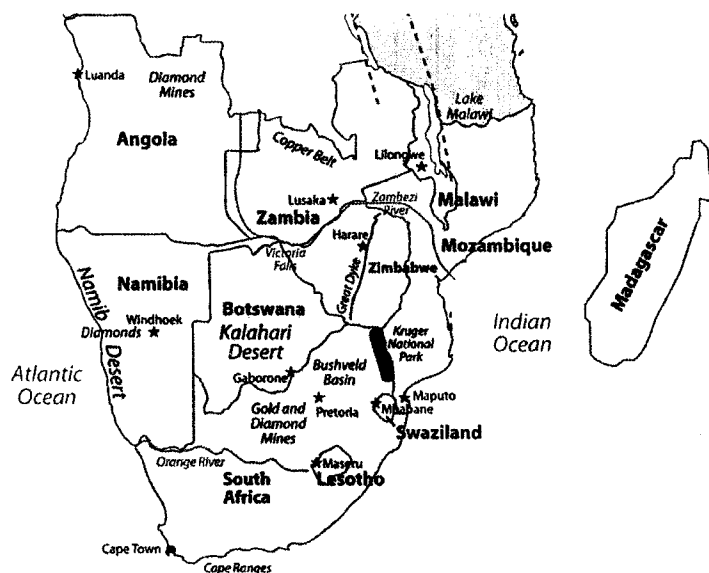 Luanda
Diamond
Mines
Angola
Copper Belt
Lake
Malawi
Lilongwe
Lusaka
Zambezi
River
Malawi
Zambia
Harare
Mozambique
Victoria
Falls
Great Dyke
Zimbabwe
Madagascar
Namibia
Namib
Desert
Windhoek
Diamonds
Botswana
Kalahari
Desert
Kruger
National
Park
Indian
Ocean
Atlantic
Ocean
Gaborone
Bushveld
Basin
Gold and
Diamond
Mines
Pretoria
Mbabane
Maputo
Swaziland
Orange River
Maseru
Lesotho
South
Africa
Cape Town
Cape Ranges